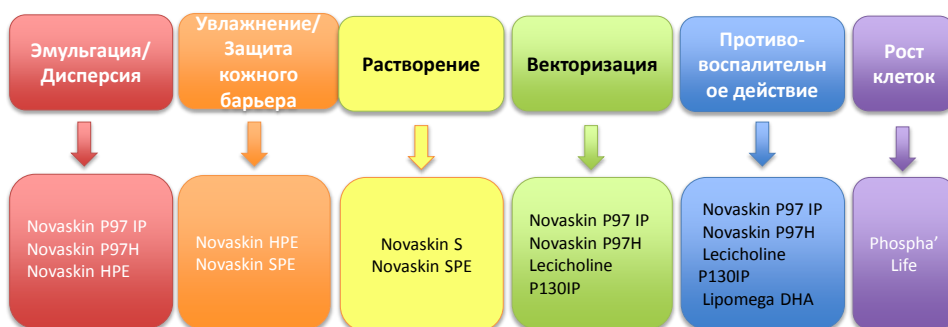 Эмульгация/
Дисперсия
Увлажнение/
Защита
кожного
барьера
Растворение
Векторизация
Противо-
воспалительн
ое действие
Рост
клеток
Novaskin P97 IP
Novaskin P97H
Novaskin HPE
Novaskin HPE
Novaskin SPE
Novaskin S
Novaskin SPE
Novaskin P97 IP
Novaskin P97H
Lecicholine
P130IP
Novaskin P97 IP
Novaskin P97H
Lecicholine
P130IP
Lipomega DHA
Phospha’
Life